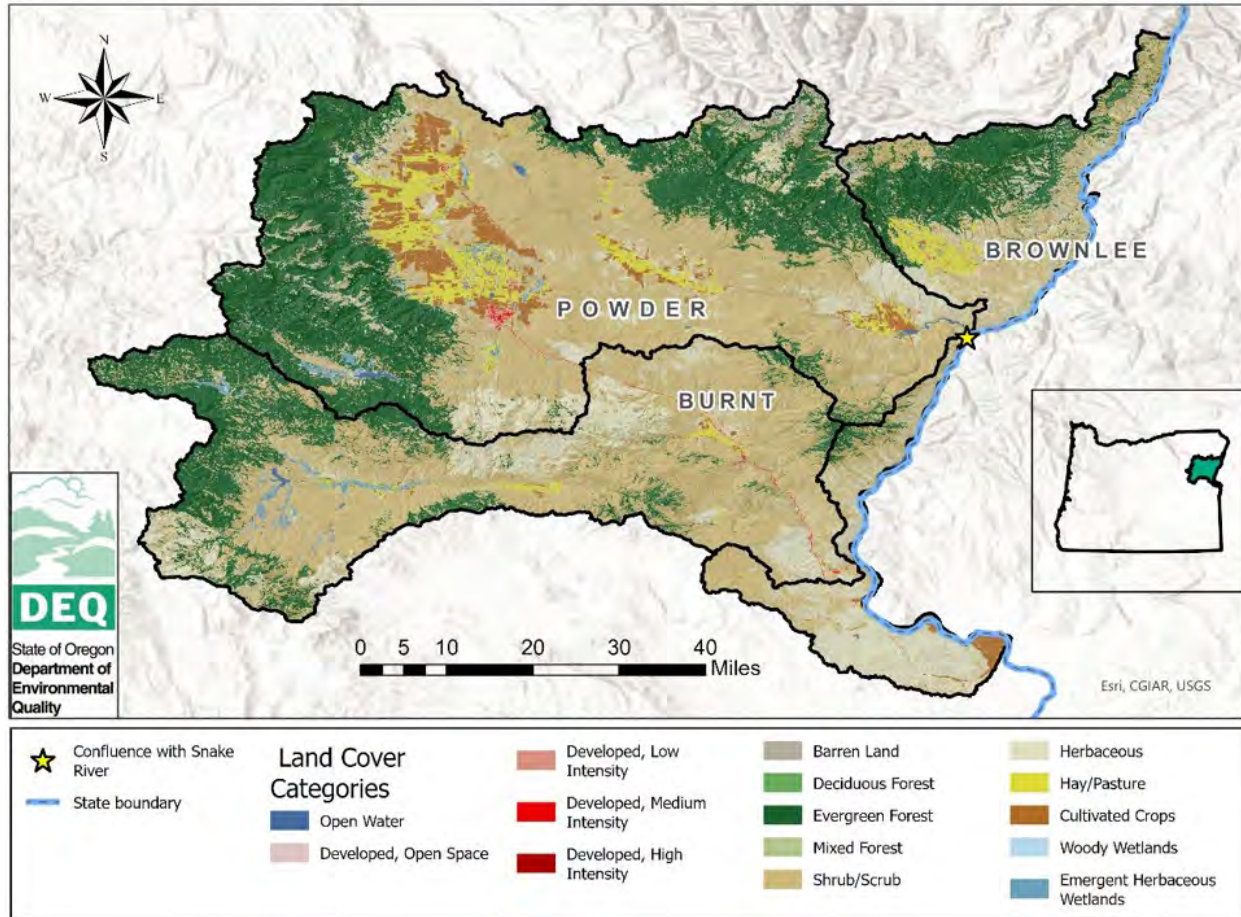 N
W E
S
POWDER
BROWNLEE
BURNT
DEQ
State of Oregon
Department of
Environmental
Quality
0 5 10 20 30 40
Miles
Esri, CGIAR, USGS
Confluence with Snake
River
State boundary
Land Cover
Categories
Open Water
Developed, Open Space
Developed, Low
Intensity
Developed, Medium
Intensity
Developed, High
Intensity
Barren Land
Deciduous Forest
Evergreen Forest
Mixed Forest
Shrub/Scrub
Herbaceous
Hay/Pasture
Cultivated Crops
Woody Wetlands
Emergent Herbaceous
Wetlands